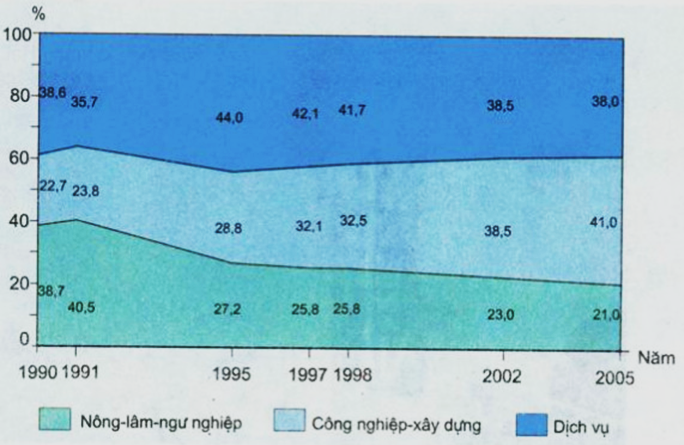 %
100
80
60
40
20
0
38,6 35,7 44,0 42,1 41,7 38,5 38,0
22,7 23,8 28,8 32,1 32,5 38,5 41,0
38,7 40,5 27,2 25,8 25,8 23,0 21,0
1990 1991 1995 1997 1998 2002 2005 Năm
Nông-lâm-ngư nghiệp Công nghiệp-xây dựng Dịch vụ